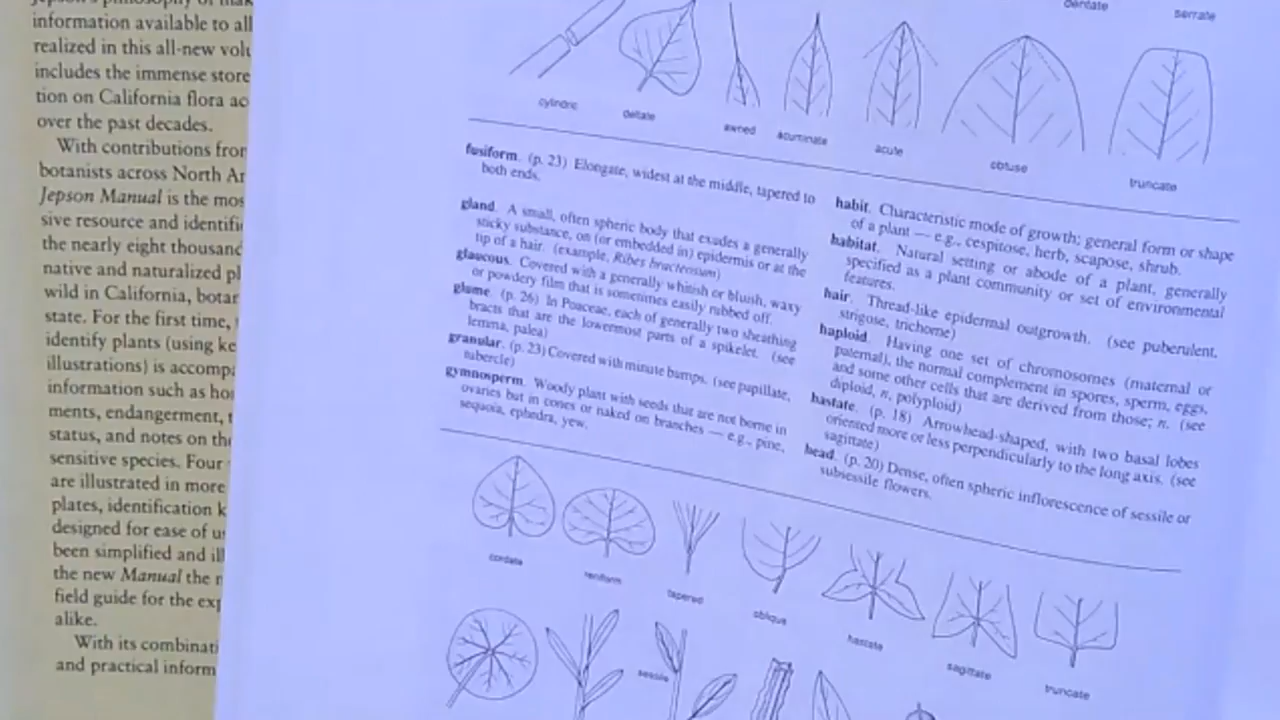 information available to all
realized in this all-new
includes the immense store
tion on California flora
over the past decades.
With contributions from
botanists across North
Jepson Manual is the
sive resource and
the nearly eight
native and naturalized
wild in California,
state. For the first time,
identify plants (using
illustrations) is
information such as
ments, endangerment,
status, and notes on
sensitive species. Four
are illustrated in more
plates, identification
designed for ease of
been simplified and
the new Manual the
field guide for the
alike.
With its
and practical
dentate
serrate
cylindric
deltate
awned
acuminate
acute
obtuse
truncate
fusiform. (p. 23) Elongate, widest at the middle, tapered to
both ends.
gland. A small, often spheric body that exudes a generally
sticky substance, on (or embedded in) epidermis or at the
tip of a hair. (example, Ribes bracteosum)
glaucous. Covered with a generally whitish or bluish, waxy
or powdery film that is sometimes easily rubbed off.
glume. (p. 26) In Poaceae, each of generally two sheathing
bracts that are the lowermost parts of a spikelet. (see
lemma, palea)
granular. (p. 23) Covered with minute bumps. (see papillate,
tubercle)
gymnosperm. Woody plant with seeds that are not borne in
ovaries but in cones or naked on branches — e.g., pine,
sequoia, ephedra, yew.
habit. Characteristic mode of growth; general form or shape
of a plant — e.g., cespitose, herb, scapose, shrub.
habitat. Natural setting or abode of a plant, generally
specified as a plant community or set of environmental
features.
hair. Thread-like epidermal outgrowth. (see puberulent,
strigose, trichome)
haploid. Having one set of chromosomes (maternal or
paternal), the normal complement in spores, sperm, eggs,
and some other cells that are derived from those; n. (see
diploid, n, polyploid)
hastate. (p. 18) Arrowhead-shaped, with two basal lobes
oriented more or less perpendicularly to the long axis. (see
sagittate)
head. (p. 20) Dense, often spheric inflorescence of sessile or
subsessile flowers.
cordate
reniform
tapered
oblique
hastate
sagittate
truncate
sessile